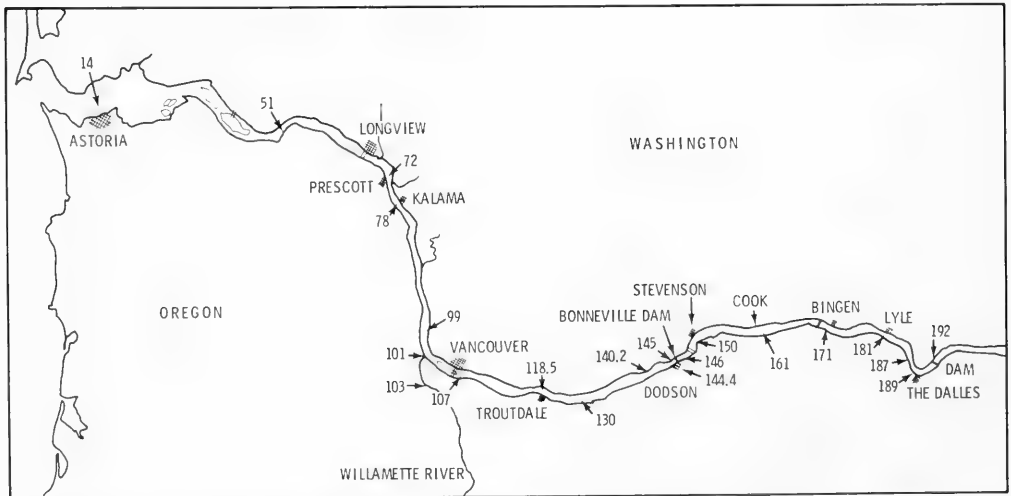 14
ASTORIA
51
LONGVIEW
WASHINGTON
72
PRESCOTT
KALAMA
78
OREGON
99
STEVENSON
COOK
BINGEN
LYLE
BONNEVILLE DAM
192
145
150
140.2
146
161
171
181
187
DAM
101
VANCOUVER
118.5
144.4
189
THE DALLES
103
107
TROUTDALE
DODSON
130
WILLAMETTE RIVER